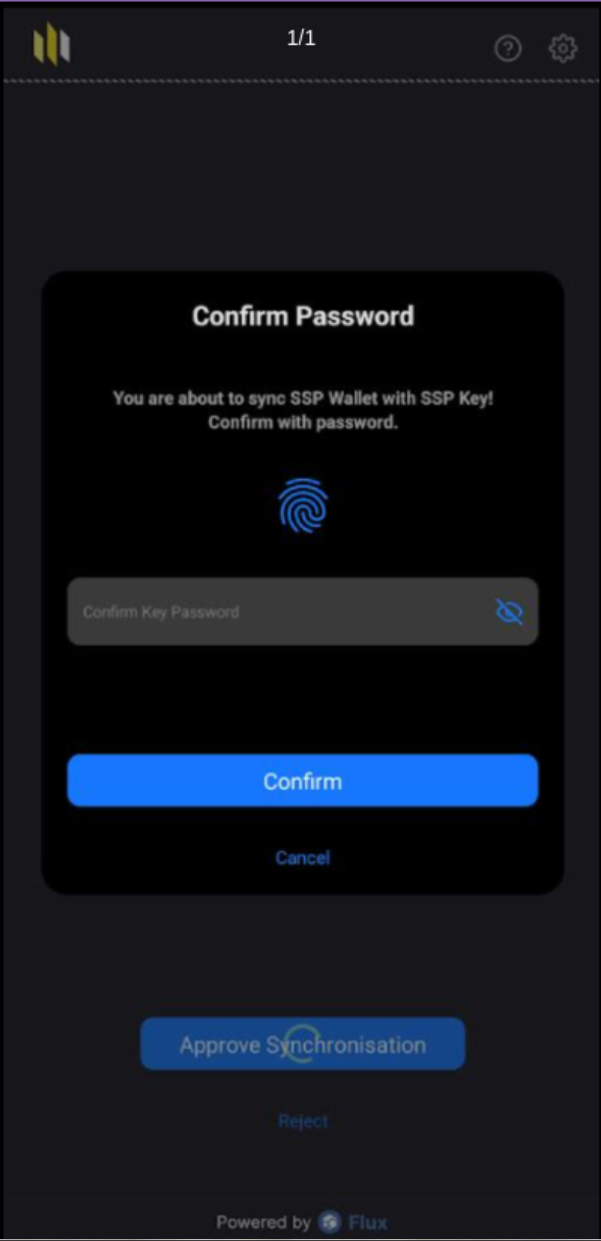 1/1
Confirm Password
You are about to sync SSP Wallet with SSP Key!
Confirm with password.
Confirm Key Password
Confirm
Cancel
Approve Synchronisation
Reject
Powered by Flux